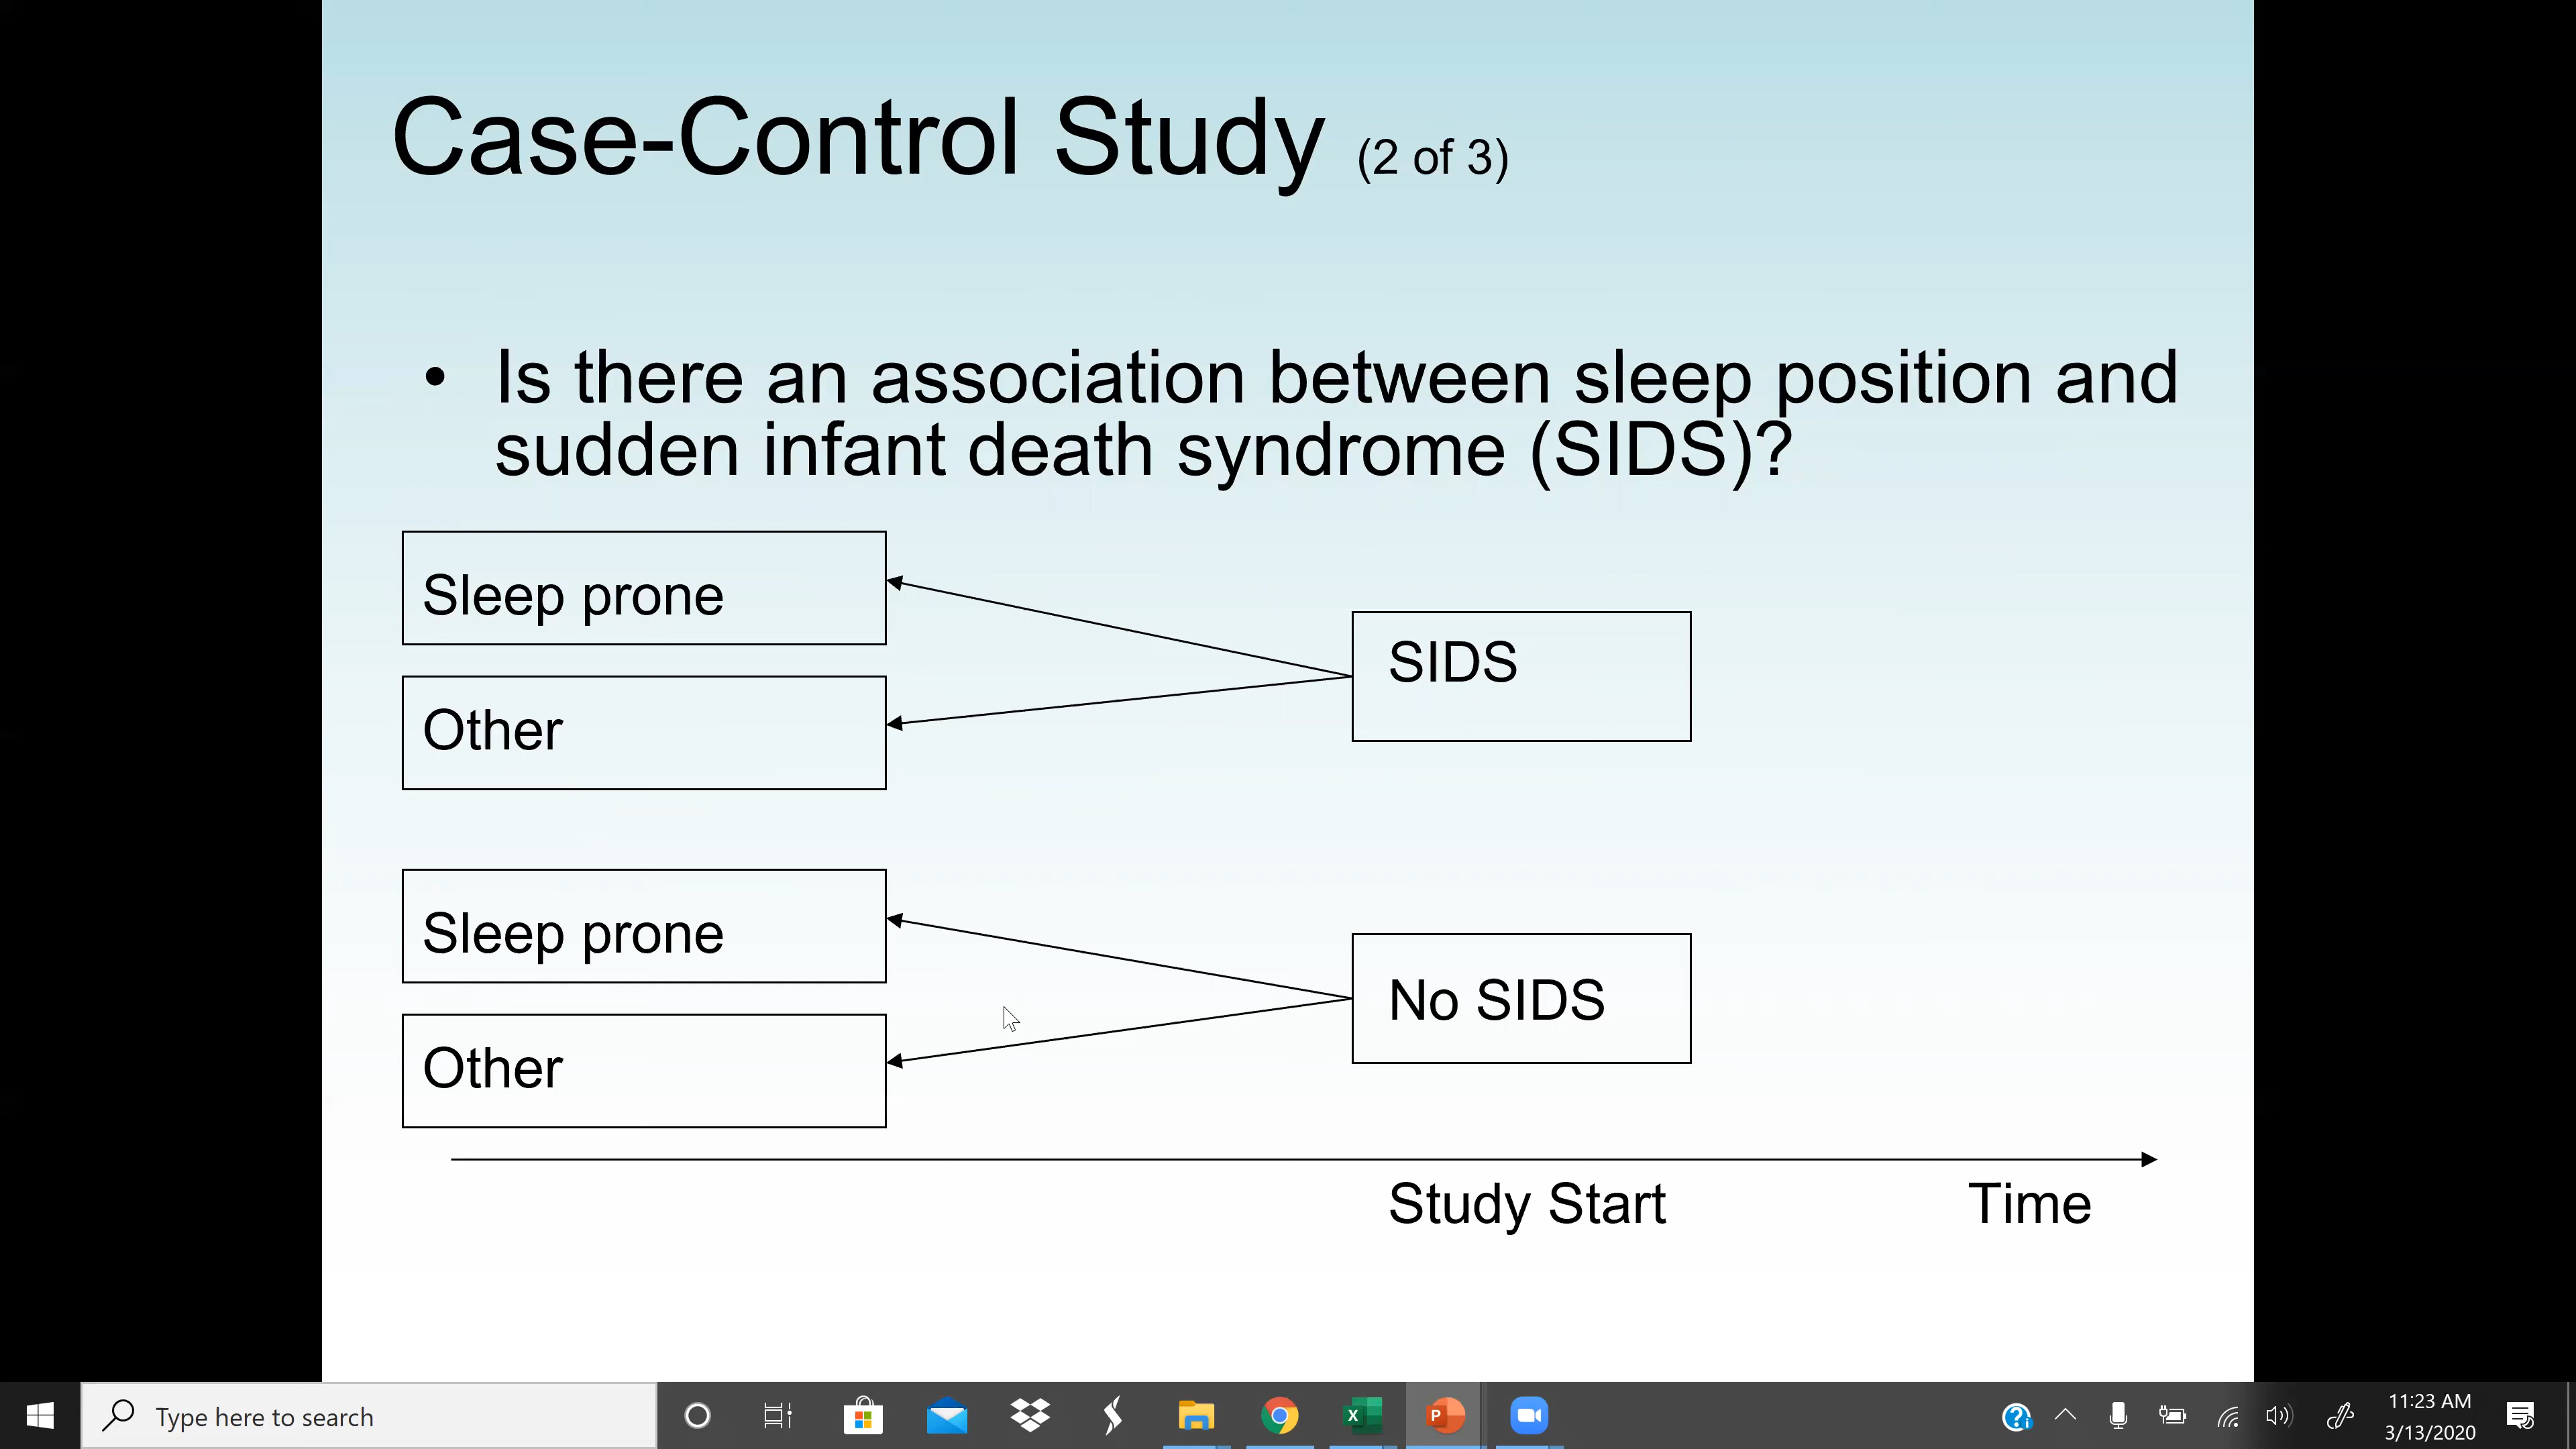 Case-Control Study (2 of 3)
• Is there an association between sleep position and
sudden infant death syndrome (SIDS)?
Sleep prone
SIDS
Other
Sleep prone
No SIDS
Other
Study Start
Time
Type here to search
11:23 AM
3/13/2020